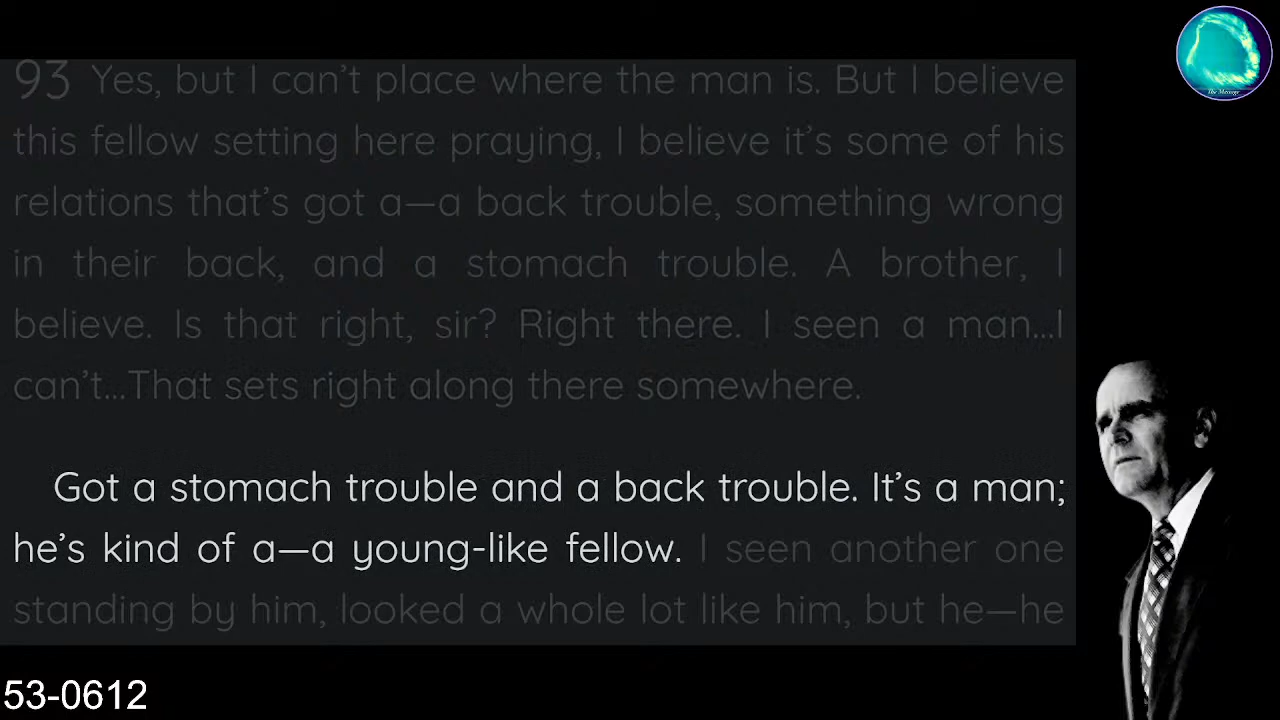 The Message
93 Yes, but I can’t place where the man is. But I believe
this fellow setting here praying, I believe it’s some of his
relations that’s got a—a back trouble, something wrong
in their back, and a stomach trouble. A brother, I
believe. Is that right, sir? Right there. I seen a man...I
can’t...That sets right along there somewhere.
Got a stomach trouble and a back trouble. It’s a man;
he’s kind of a—a young-like fellow. I seen another one
standing by him, looked a whole lot like him, but he—he
53-0612